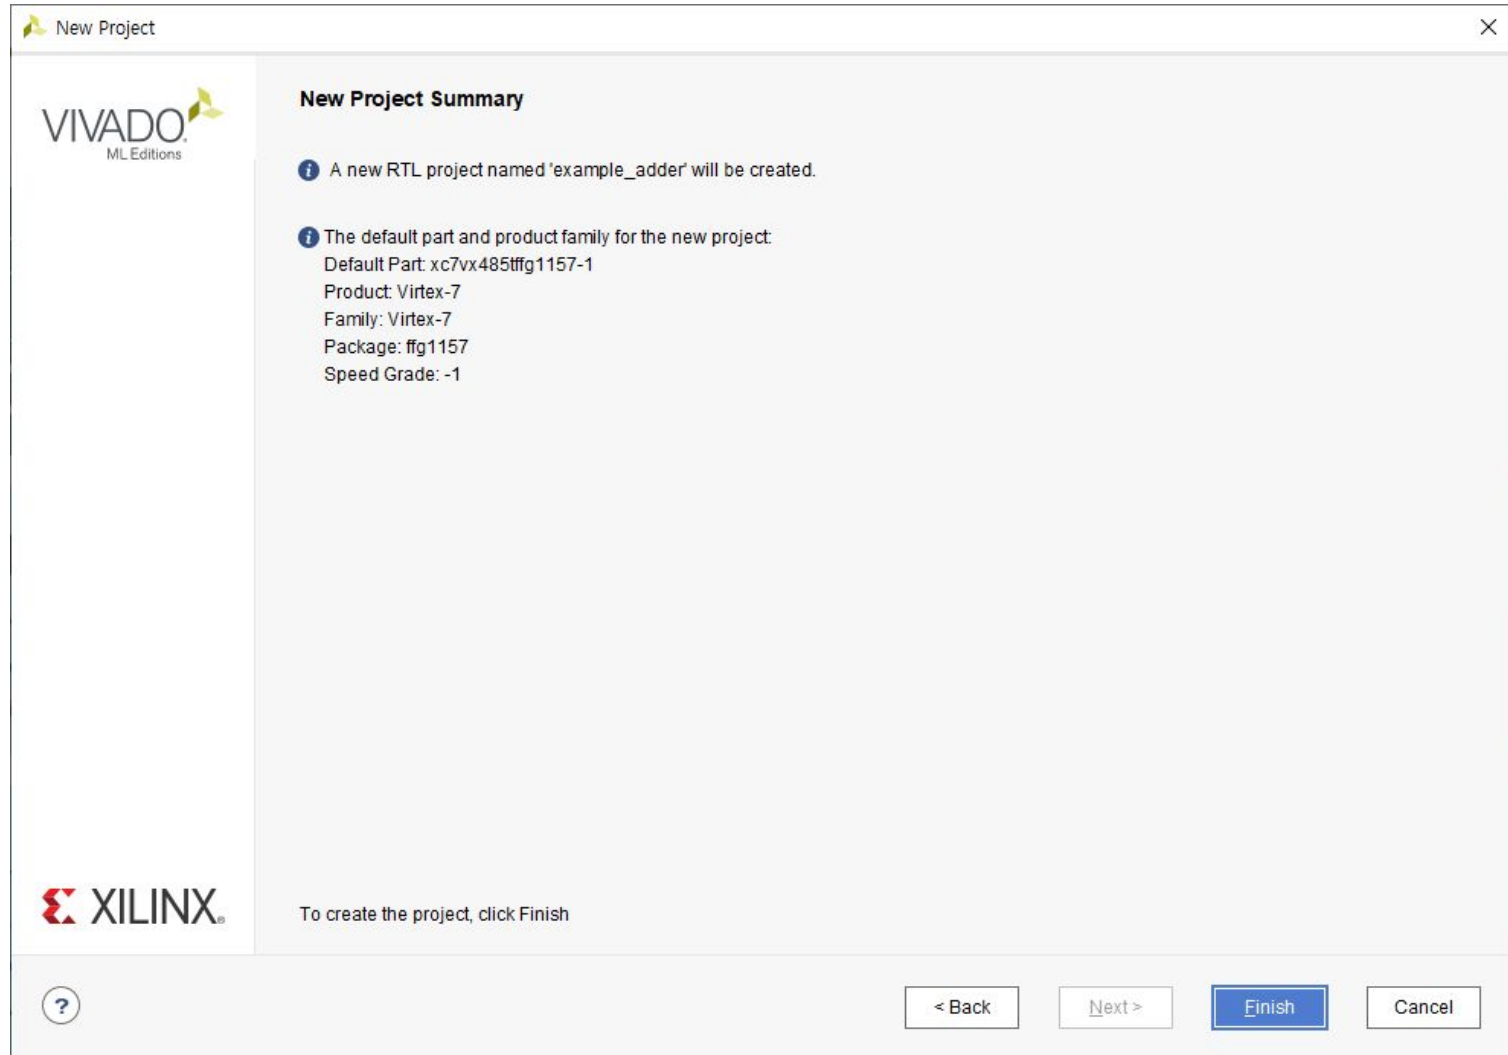 New Project
VIVADO.
ML Editions
New Project Summary
A new RTL project named 'example_adder' will be created.
The default part and product family for the new project:
Default Part: xc7vx485tffg1157-1
Product: Virtex-7
Family: Virtex-7
Package: ffg1157
Speed Grade: -1
XILINX®
To create the project, click Finish
?
< Back
Next >
Finish
Cancel